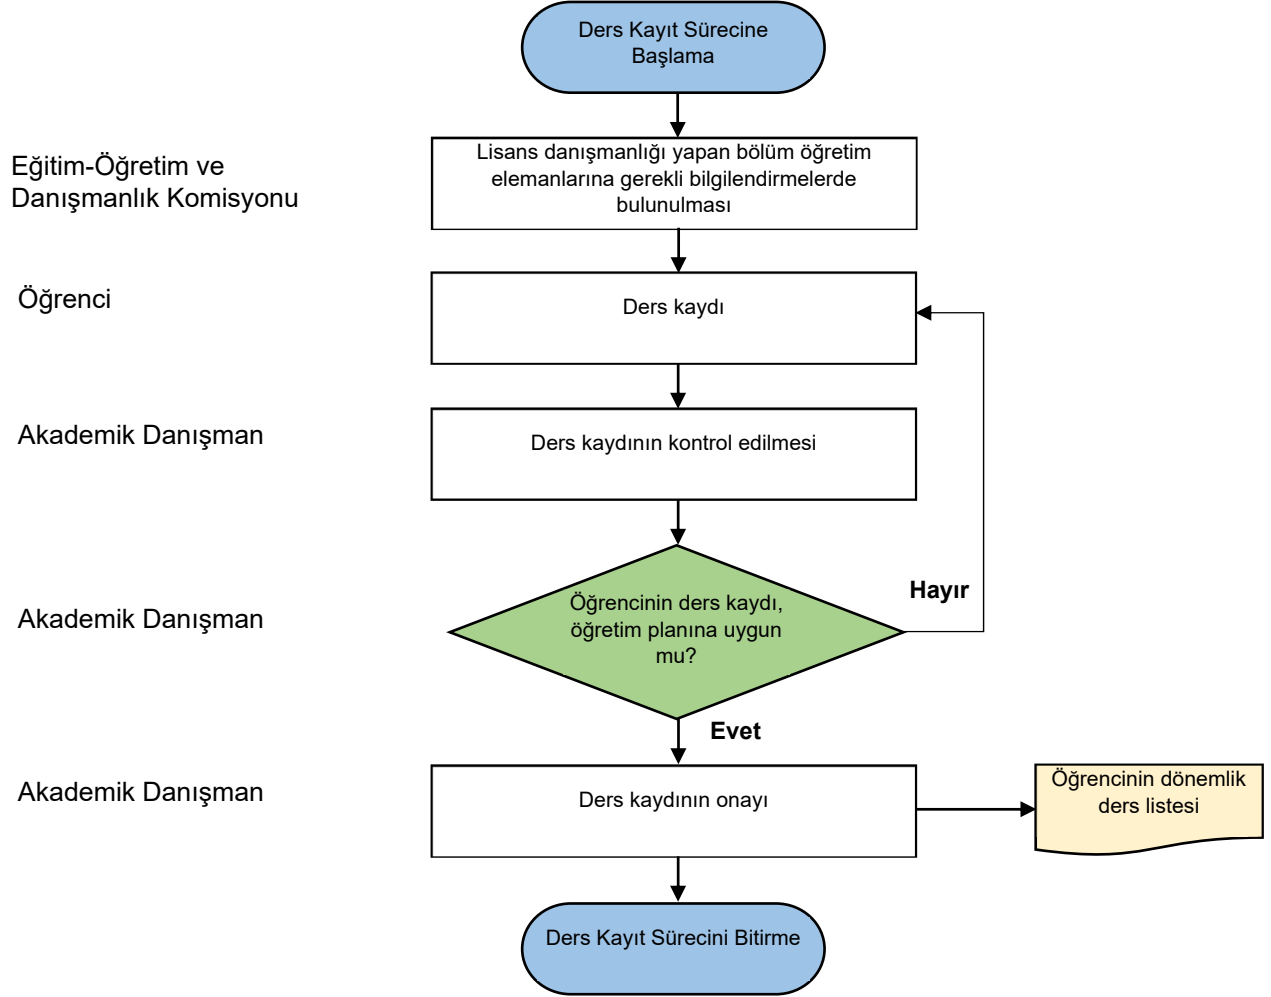 Ders Kayıt Sürecine
Başlama
Eğitim-Öğretim ve
Danışmanlık Komisyonu
Lisans danışmanlığı yapan bölüm öğretim
elemanlarına gerekli bilgilendirmelerde
bulunulması
Öğrenci
Ders kaydı
Akademik Danışman
Ders kaydının kontrol edilmesi
Akademik Danışman
Öğrencinin ders kaydı,
öğretim planına uygun
mu?
Hayır
Evet
Akademik Danışman
Ders kaydının onayı
Öğrencinin dönemlik
ders listesi
Ders Kayıt Sürecini Bitirme